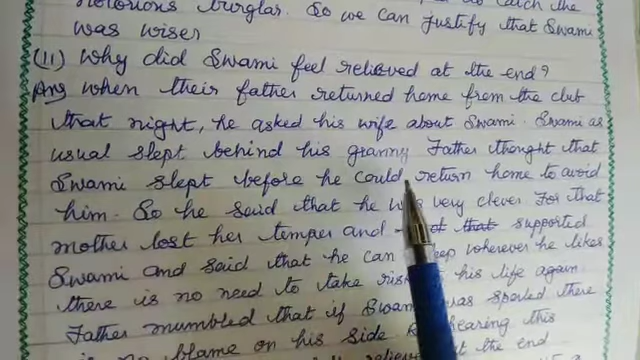 notorious burglar. So we can justify that Swami
was wiser
(11) Why did Swami feel relieved at the end?
Ans When their father returned home from the club
that night, he asked his wife about Swami. Swami as
usual slept behind his granny Father thought that
Swami slept before he could return home to avoid
him. So he said that he very clever For that
mother lost her temper and supported
Swami and said that he can wherever he likes
there is no need to take his life again
Father mumbled that if was spoiled there
is no blame on his side hearing this
the end